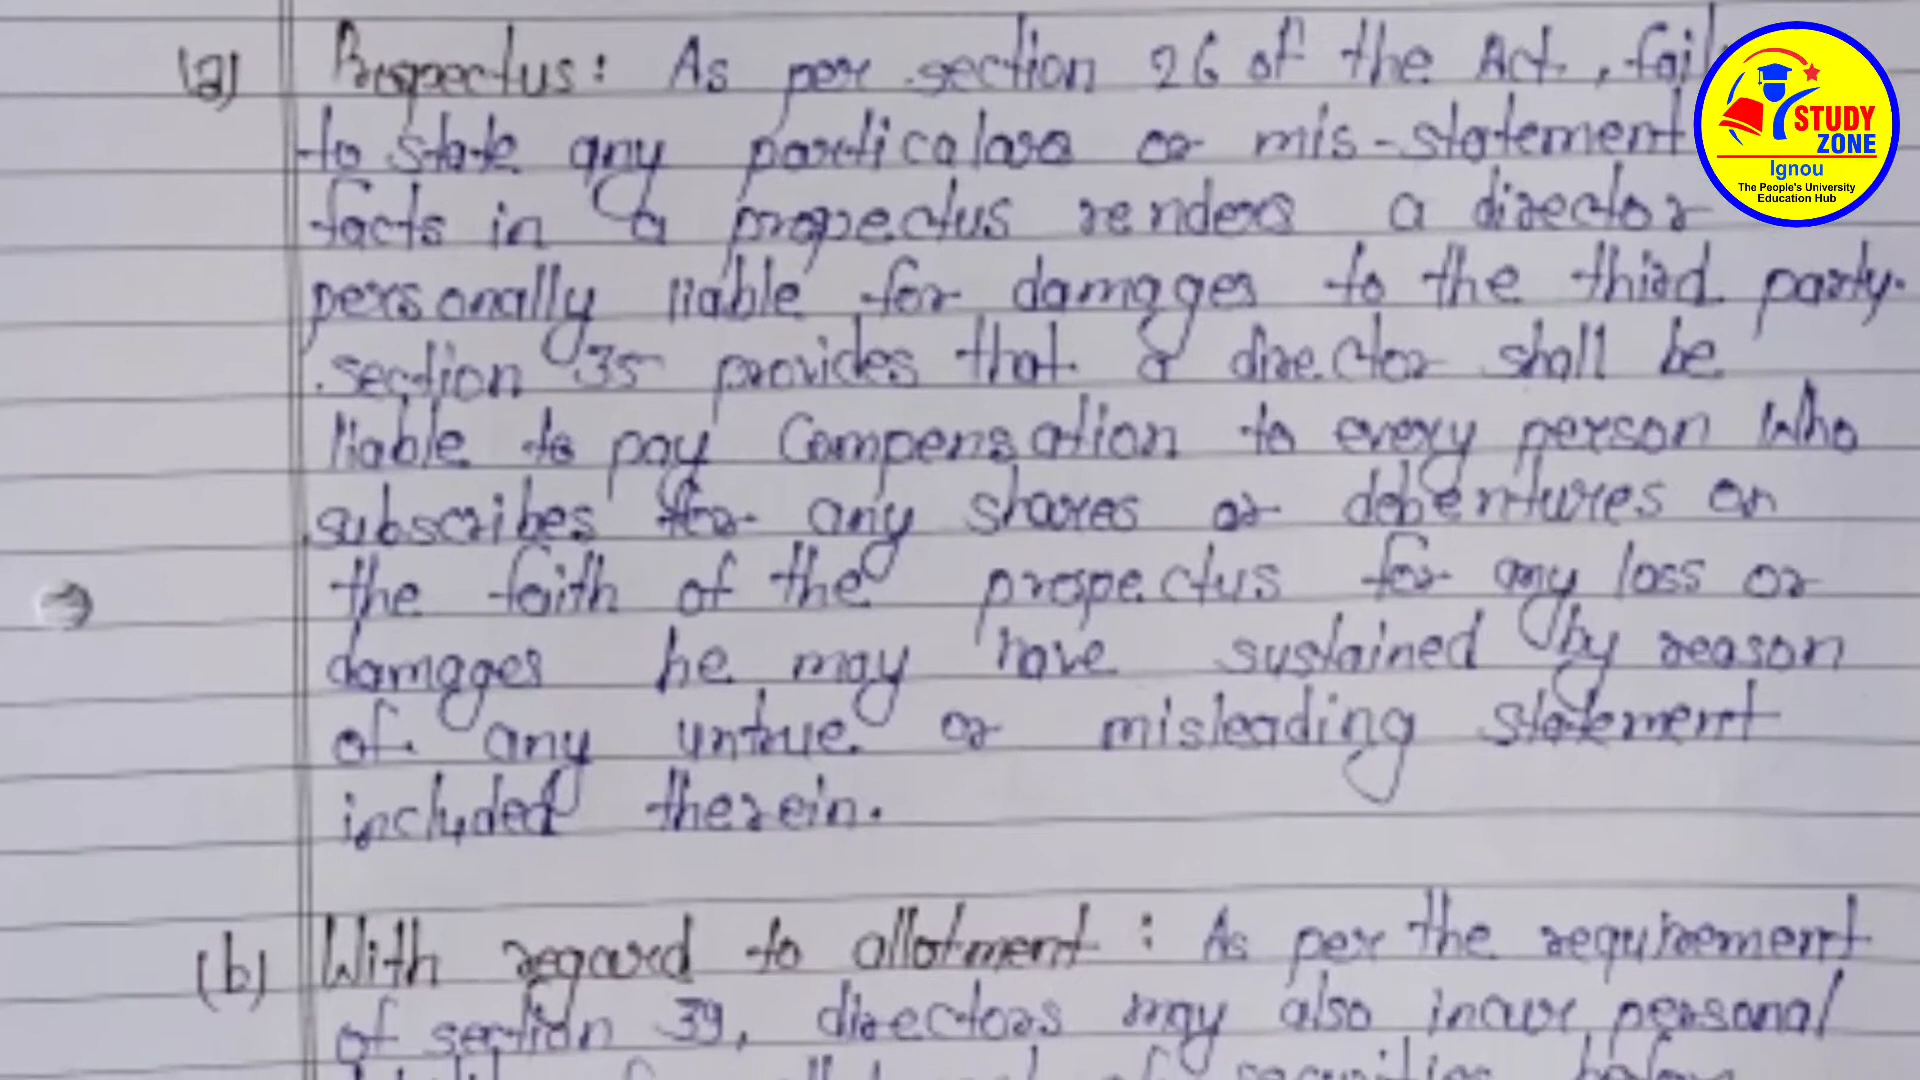 (a) Prospectus: As per section 26 of the Act, fail
to state any particalars or mis-statement
facts in a propectus renders a director
personally liable for damages to the third party.
section 35 provides that a director shall be
liable to pay Compensation to every person who
subscribes for any shares or debentures on
the faith of the prospectus for any loss or
damages he may have sustained by reason
of any untrue or misleading statement
included therein.
(b) With regard to allotment : As per the requirement
of section 39, directors may also incur personal
of securities before
STUDY
ZONE
Ignou
The People's University
Education Hub